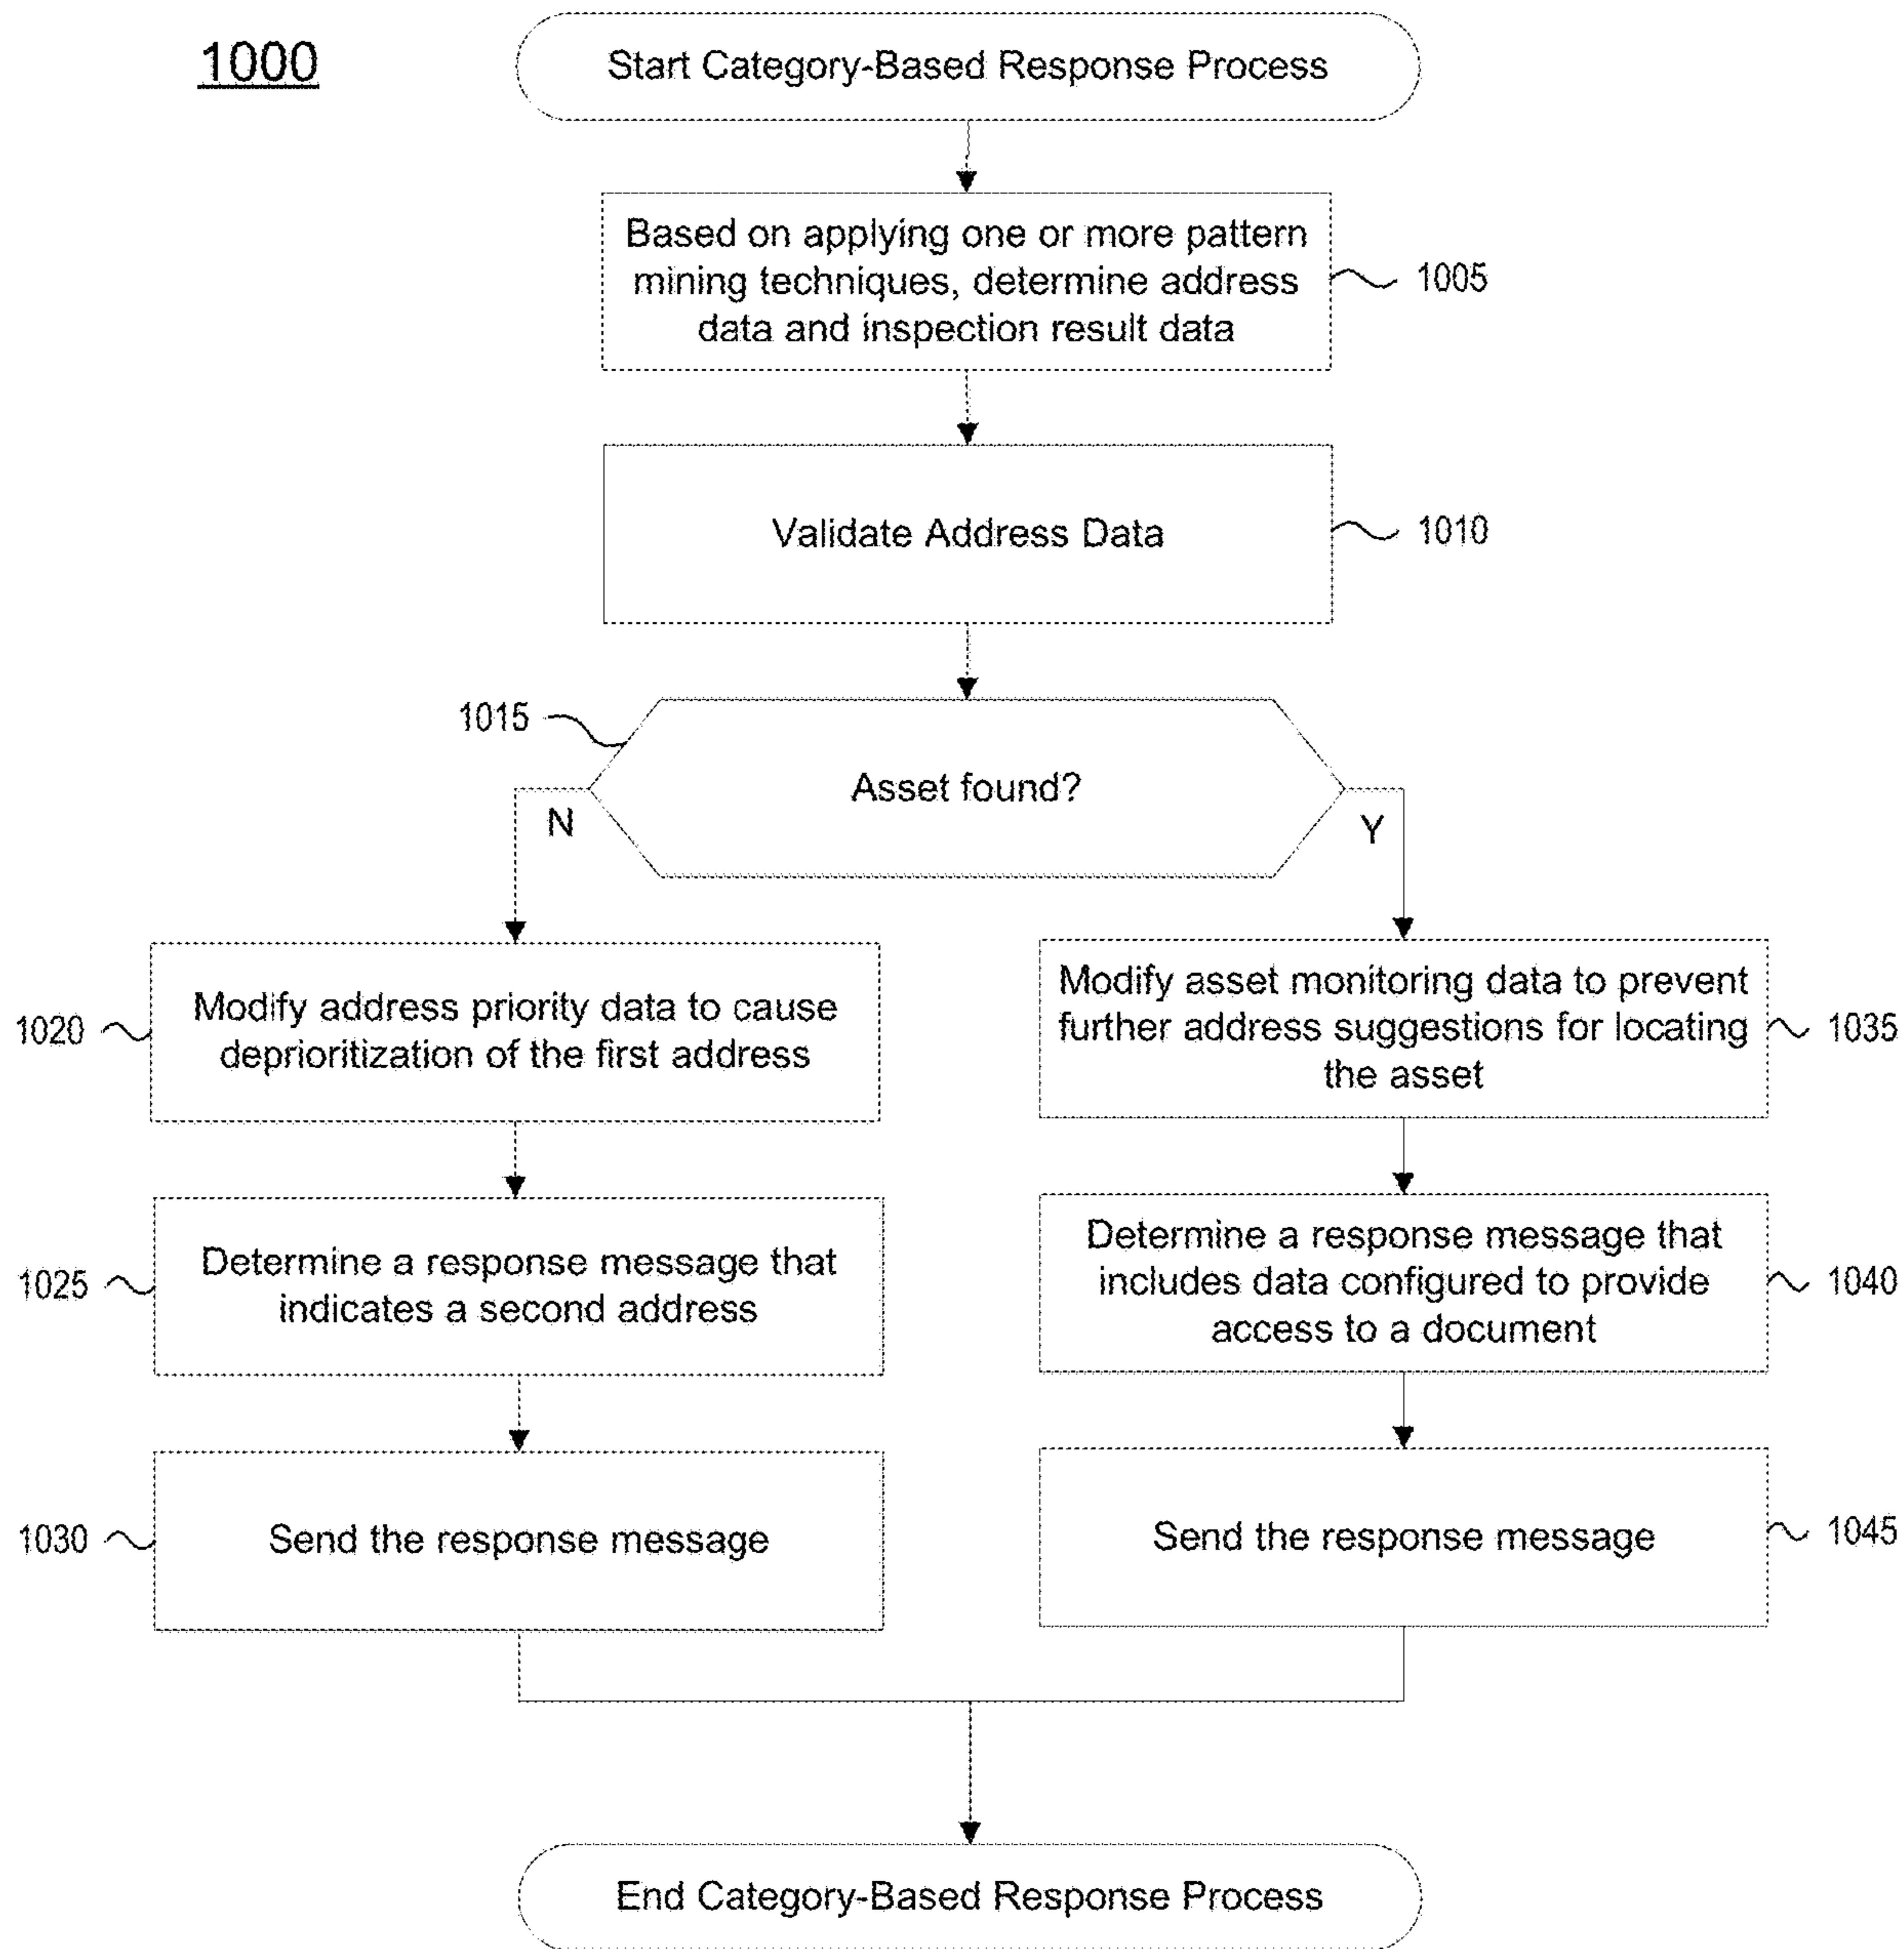 1000
Start Category-Based Response Process
Based on applying one or more pattern
mining techniques, determine address
data and inspection result data
1005
Validate Address Data
1010
1015
Asset found?
N
Y
1020
Modify address priority data to cause
deprioritization of the first address
Modify asset monitoring data to prevent
further address suggestions for locating
the asset
1035
1025
Determine a response message that
indicates a second address
Determine a response message that
includes data configured to provide
access to a document
1040
1030
Send the response message
Send the response message
1045
End Category-Based Response Process